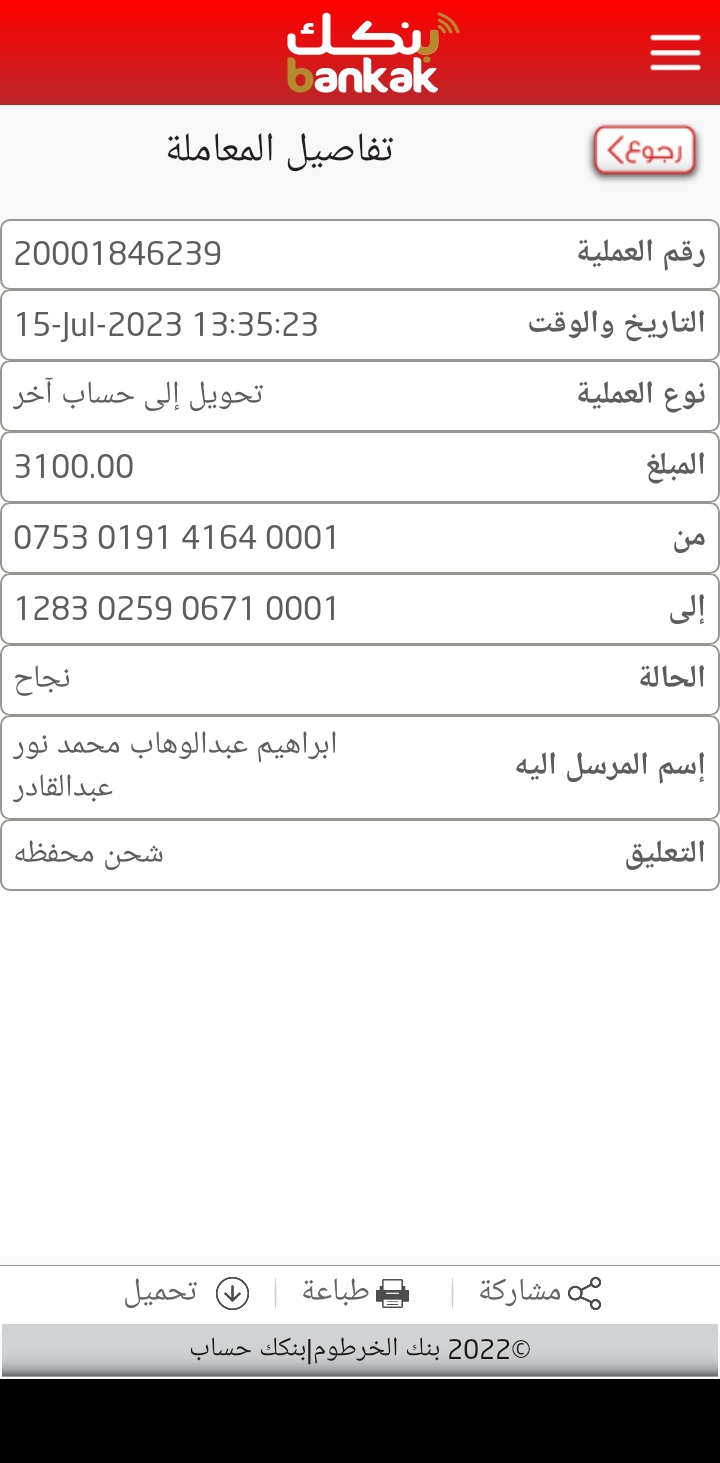 بنكك
bankak
رجوع
تفاصيل المعاملة
رقم العملية 20001846239
التاريخ والوقت 15-Jul-2023 13:35:23
نوع العملية تحويل إلى حساب آخر
المبلغ 3100.00
من 0753 0191 4164 0001
إلى 1283 0259 0671 0001
الحالة نجاح
إسم المرسل اليه ابراهيم عبدالوهاب محمد نور
عبدالقادر
التعليق شحن محفظه
مشاركة | طباعة | تحميل
©2022 بنك الخرطوم|بنكك حساب